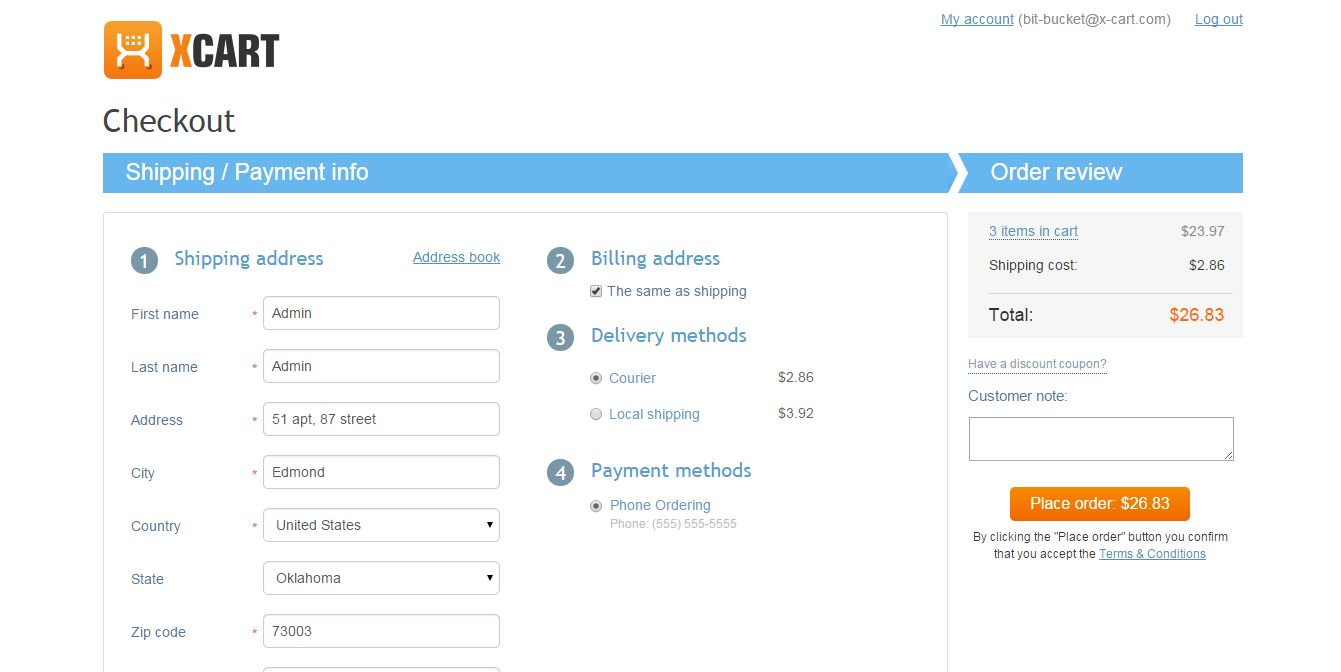 My account (bit-bucket@x-cart.com) Log out
XCART
Checkout
Shipping / Payment info
Order review
1 Shipping address Address book
First name * Admin
Last name * Admin
Address * 51 apt, 87 street
City * Edmond
Country * United States
State Oklahoma
Zip code * 73003
2 Billing address
The same as shipping
3 Delivery methods
Courier $2.86
Local shipping $3.92
4 Payment methods
Phone Ordering
Phone: (555) 555-5555
3 items in cart $23.97
Shipping cost: $2.86
Total: $26.83
Have a discount coupon?
Customer note:
Place order: $26.83
By clicking the "Place order" button you confirm
that you accept the Terms & Conditions